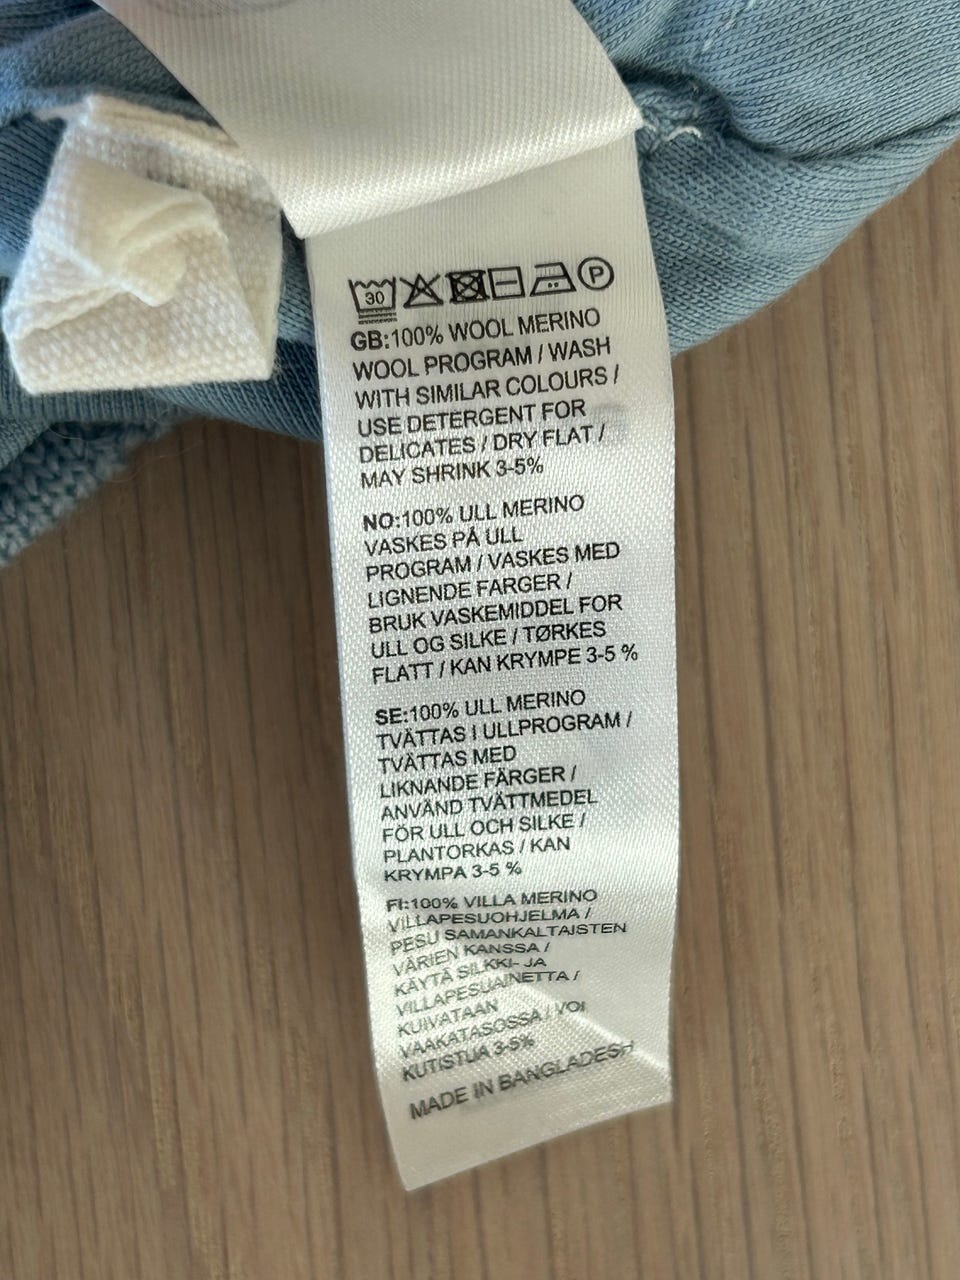 30 P
GB:100% WOOL MERINO
WOOL PROGRAM / WASH
WITH SIMILAR COLOURS /
USE DETERGENT FOR
DELICATES / DRY FLAT /
MAY SHRINK 3-5%
NO:100% ULL MERINO
VASKES PÅ ULL
PROGRAM / VASKES MED
LIGNENDE FARGER /
BRUK VASKEMIDDEL FOR
ULL OG SILKE / TØRKES
FLATT / KAN KRYMPE 3-5 %
SE:100% ULL MERINO
TVÄTTAS I ULLPROGRAM /
TVÄTTAS MED
LIKNANDE FÄRGER /
ANVÄND TVÄTTMEDEL
FÖR ULL OCH SILKE /
PLANTORKAS / KAN
KRYMPA 3-5 %
FI:100% VILLA MERINO
VILLAPESUOHJELMA /
PESU SAMANKALTAISTEN
VÄRIEN KANSSA /
KÄYTÄ SILKKI- JA
VILLAPESUAINETTA /
KUIVATAAN
VAAKATASOSSA / VOI
KUTISTUA 3-5%
MADE IN BANGLADESH